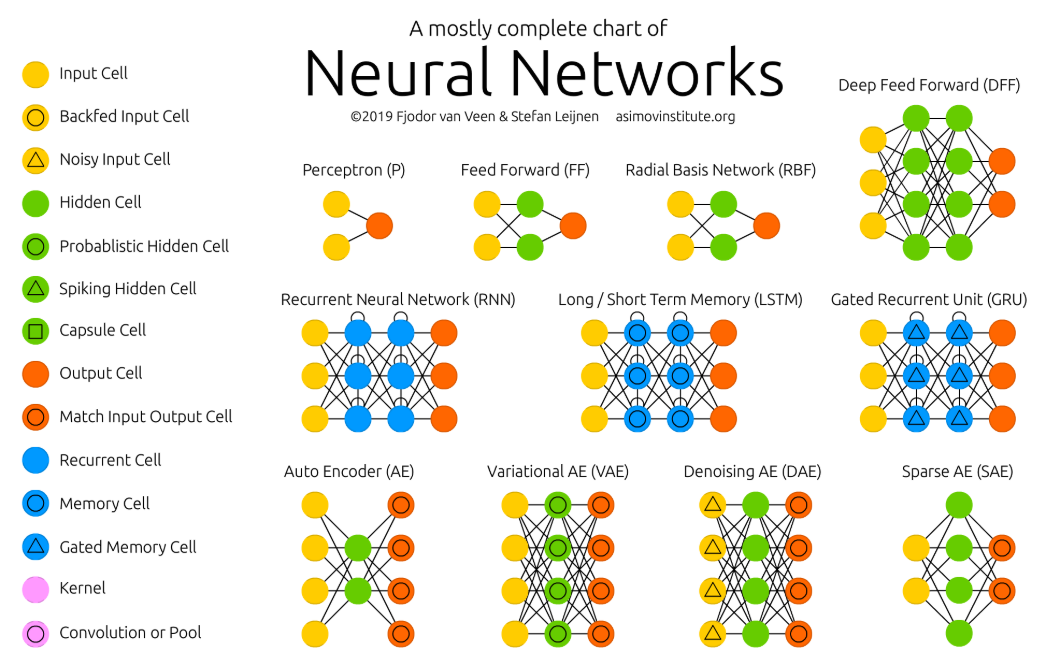 A mostly complete chart of
Neural Networks
©2019 Fjodor van Veen & Stefan Leijnen asimovinstitute.org
Input Cell
Backfed Input Cell
Noisy Input Cell
Hidden Cell
Probablistic Hidden Cell
Spiking Hidden Cell
Capsule Cell
Output Cell
Match Input Output Cell
Recurrent Cell
Memory Cell
Gated Memory Cell
Kernel
Convolution or Pool
Deep Feed Forward (DFF)
Perceptron (P)
Feed Forward (FF)
Radial Basis Network (RBF)
Recurrent Neural Network (RNN)
Long / Short Term Memory (LSTM)
Gated Recurrent Unit (GRU)
Auto Encoder (AE)
Variational AE (VAE)
Denoising AE (DAE)
Sparse AE (SAE)